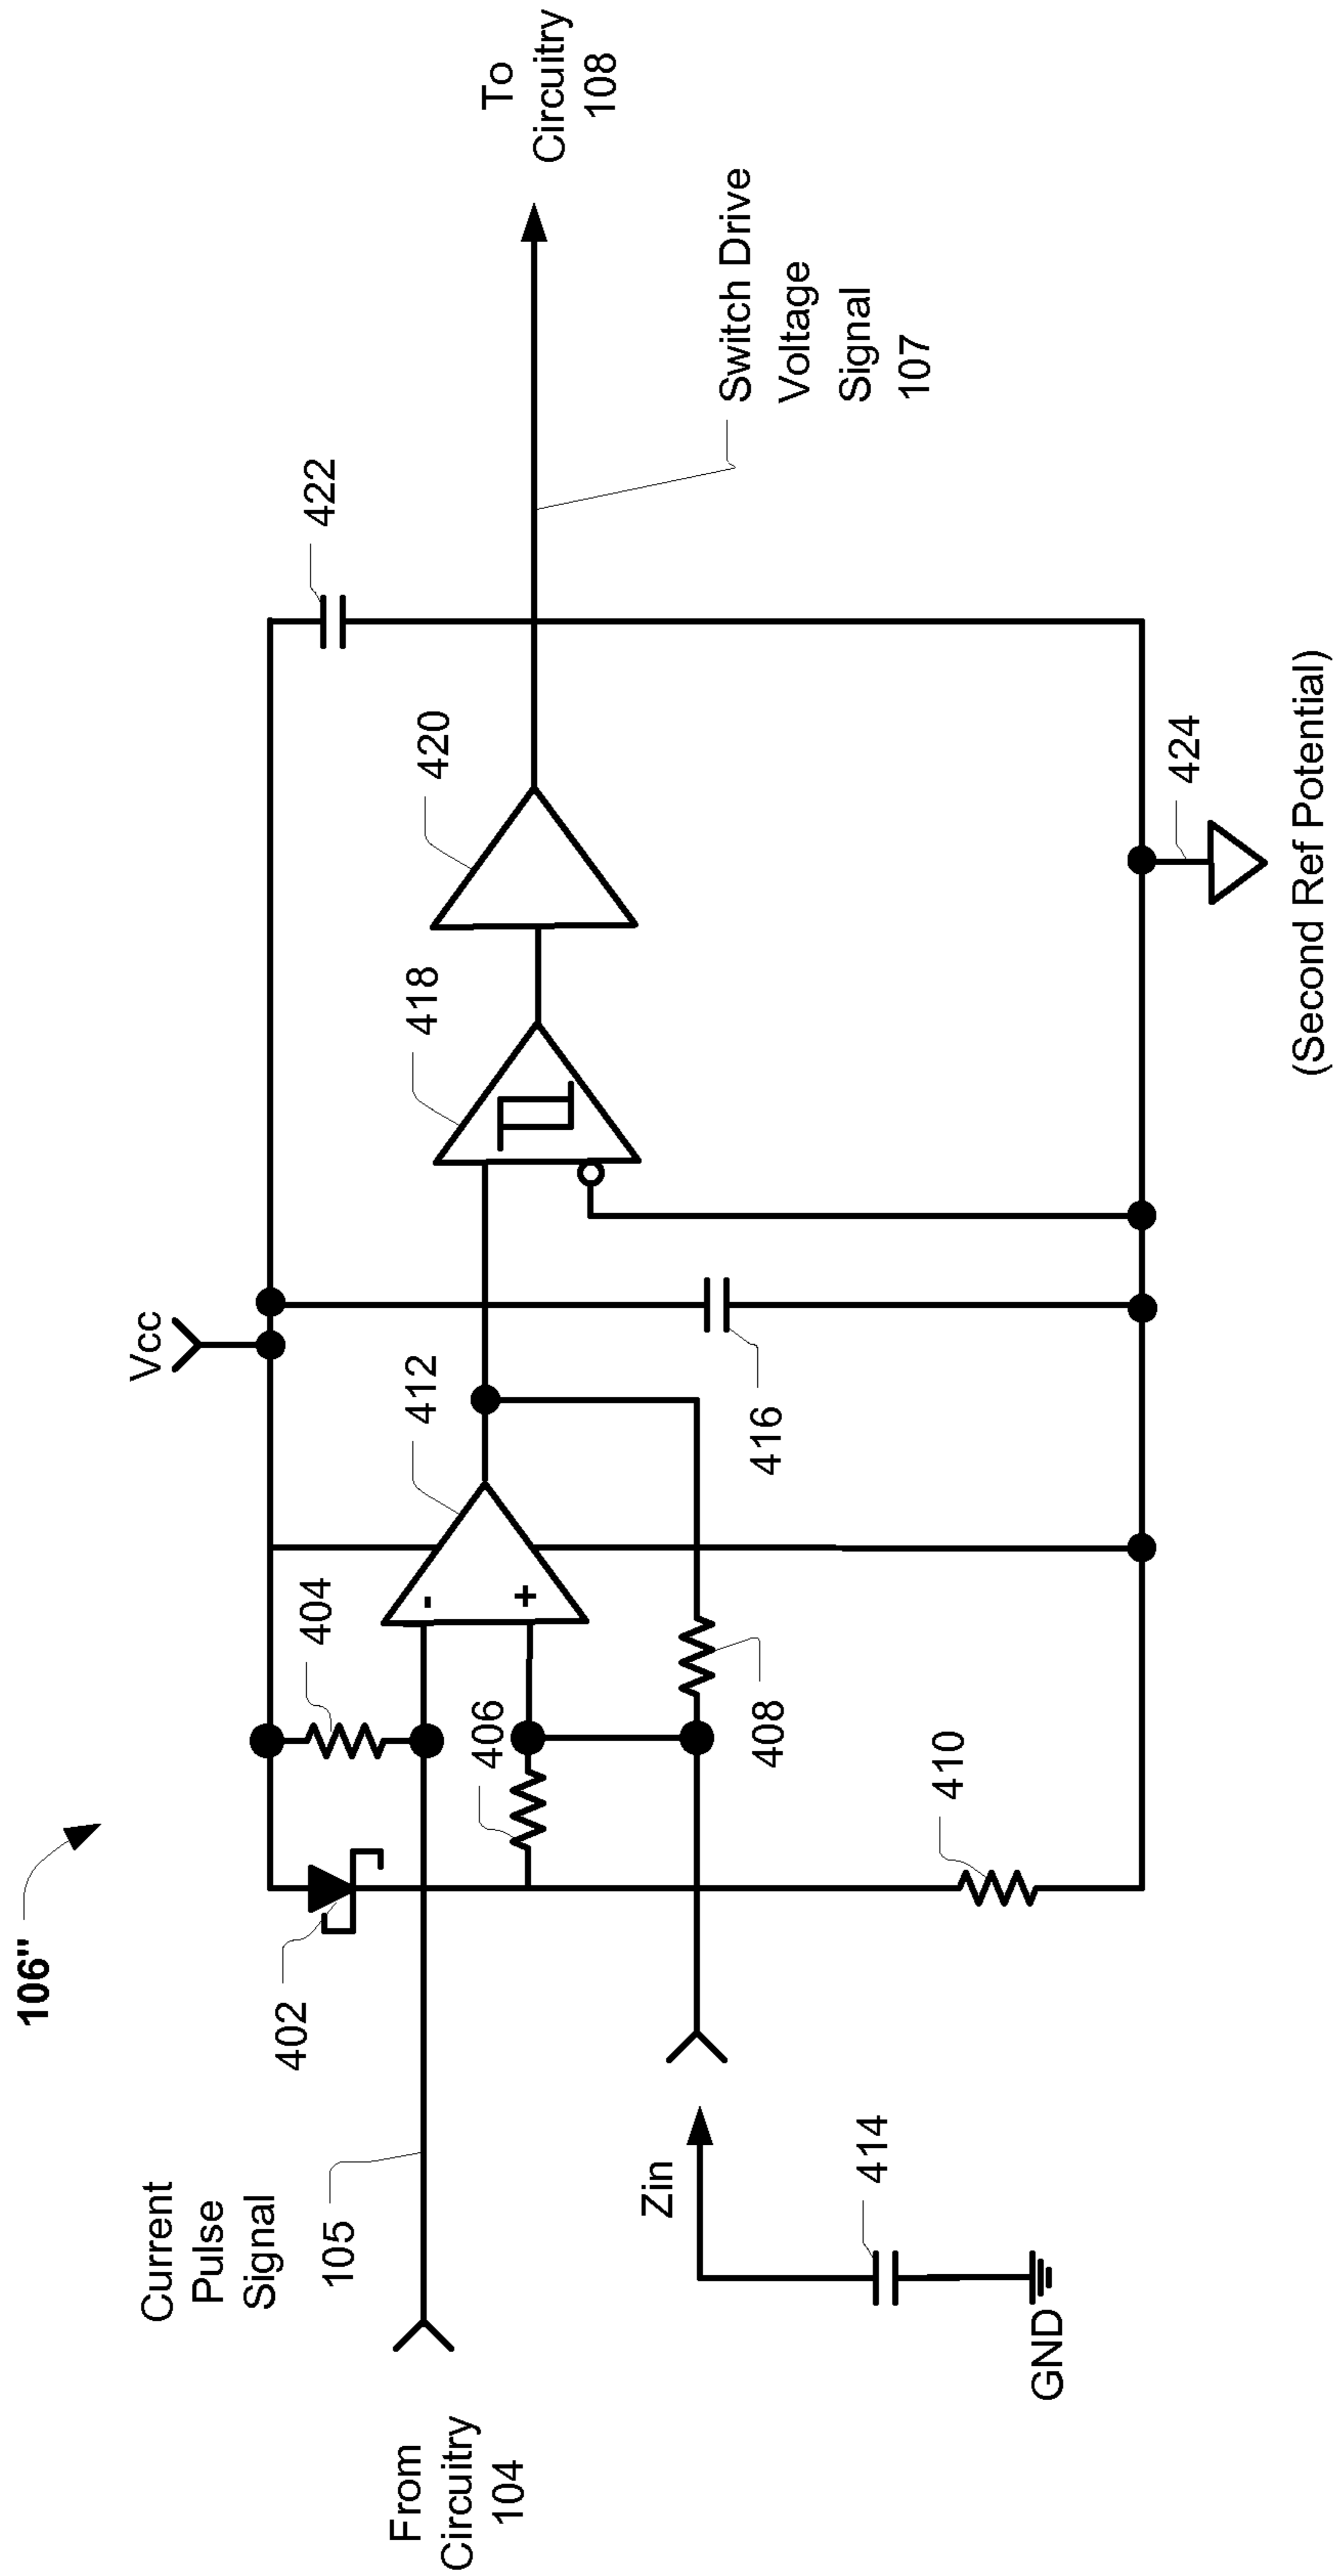 106"
Vcc
Current
Pulse
Signal
105
From
Circuitry
104
402
404
406
408
410
412
Zin
414
GND
416
418
420
422
424
(Second Ref Potential)
-
+
Switch Drive
Voltage
Signal
107
To
Circuitry
108